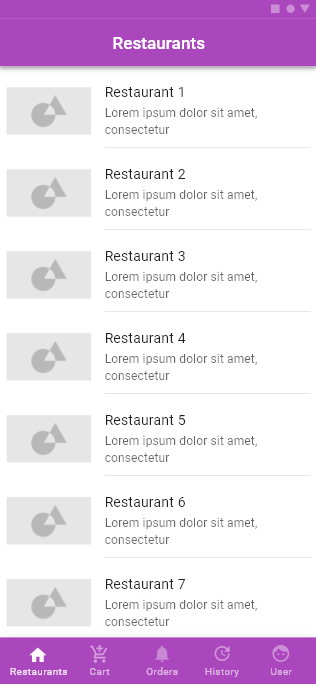 Restaurants
Restaurant 1
Lorem ipsum dolor sit amet,
consectetur
Restaurant 2
Lorem ipsum dolor sit amet,
consectetur
Restaurant 3
Lorem ipsum dolor sit amet,
consectetur
Restaurant 4
Lorem ipsum dolor sit amet,
consectetur
Restaurant 5
Lorem ipsum dolor sit amet,
consectetur
Restaurant 6
Lorem ipsum dolor sit amet,
consectetur
Restaurant 7
Lorem ipsum dolor sit amet,
consectetur
Restaurants Cart Orders History User